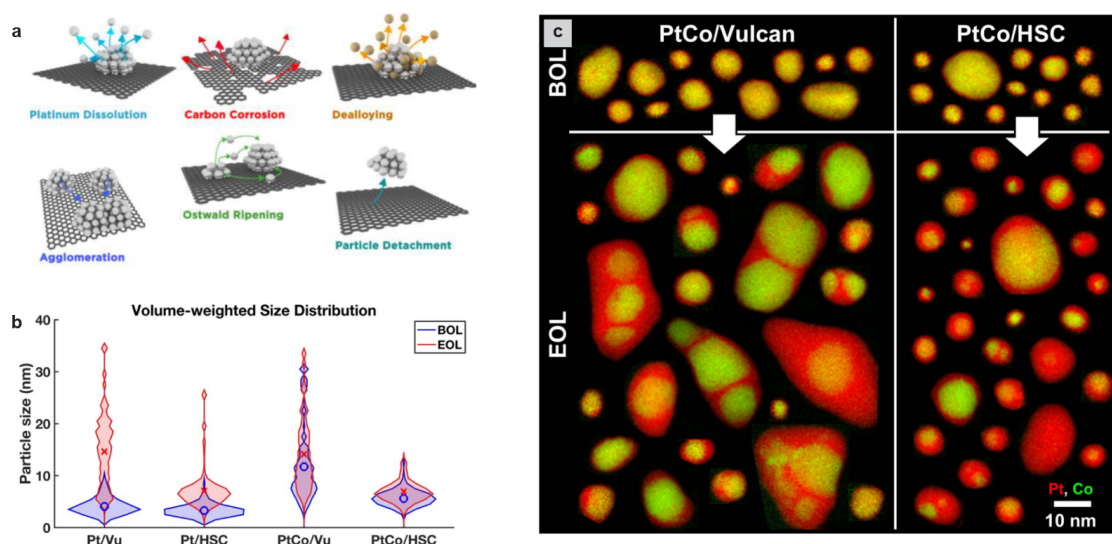 a
Platinum Dissolution
Carbon Corrosion
Dealloying
Agglomeration
Ostwald Ripening
Particle Detachment
b
Volume-weighted Size Distribution
BOL
EOL
Particle size (nm)
40
30
20
10
0
Pt/Vu
Pt/HSC
PtCo/Vu
PtCo/HSC
c
PtCo/Vulcan
PtCo/HSC
BOL
EOL
Pt, Co
10 nm